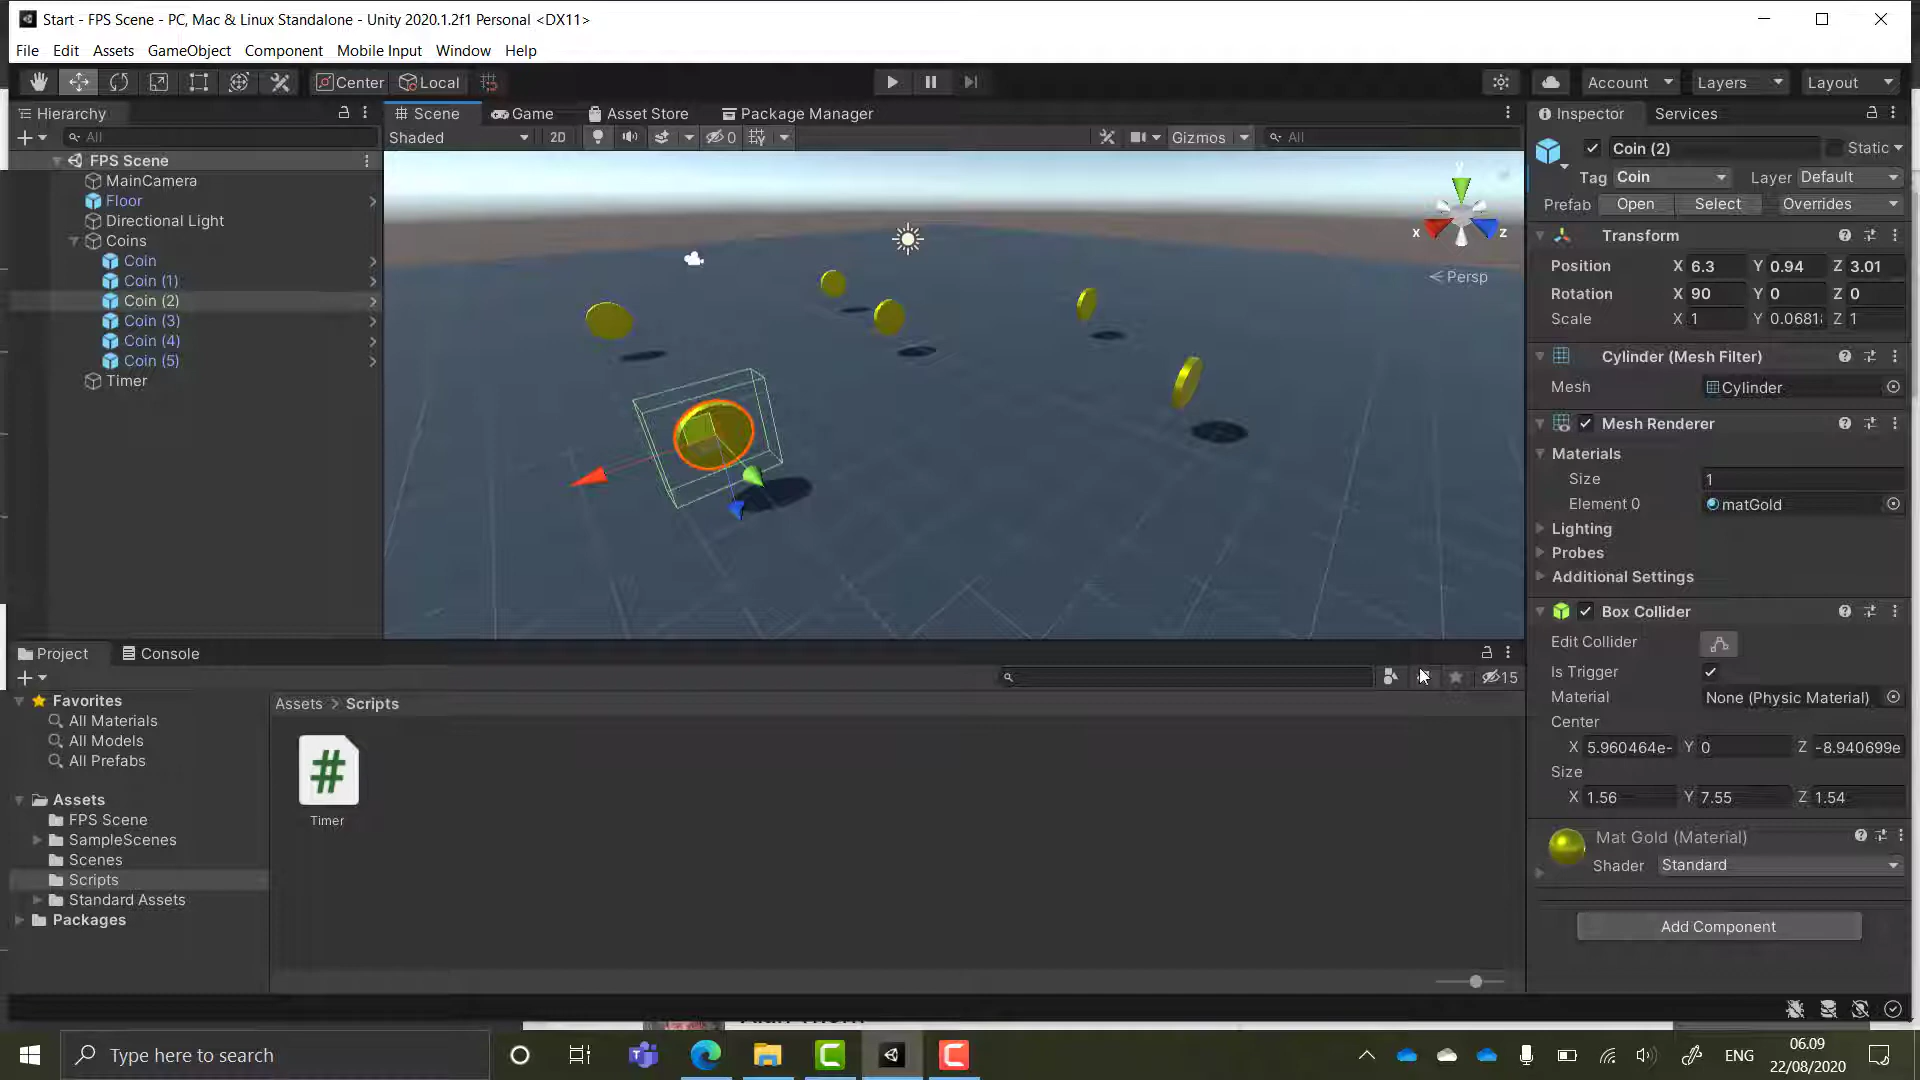 Start - FPS Scene - PC, Mac & Linux Standalone - Unity 2020.1.2f1 Personal <DX11>
File Edit Assets GameObject Component Mobile Input Window Help
Center Local Account Layers Layout
Hierarchy
All
FPS Scene
MainCamera
Floor
Directional Light
Coins
Coin
Coin (1)
Coin (2)
Coin (3)
Coin (4)
Coin (5)
Timer
Scene Game Asset Store Package Manager
Shaded 2D 0 Gizmos All
y
x z
Persp
Inspector Services
Coin (2) Static
Tag Coin Layer Default
Prefab Open Select Overrides
Transform
Position X 6.3 Y 0.94 Z 3.01
Rotation X 90 Y 0 Z 0
Scale X 1 Y 0.0681 Z 1
Cylinder (Mesh Filter)
Mesh Cylinder
Mesh Renderer
Materials
Size 1
Element 0 matGold
Lighting
Probes
Additional Settings
Box Collider
Edit Collider
Is Trigger
Material None (Physic Material)
Center
X 5.960464e- Y 0 Z -8.940699e
Size
X 1.56 Y 7.55 Z 1.54
Mat Gold (Material)
Shader Standard
Add Component
Project Console
15
Favorites
All Materials
All Models
All Prefabs
Assets
FPS Scene
SampleScenes
Scenes
Scripts
Standard Assets
Packages
Assets > Scripts
#
Timer
Type here to search
ENG
06.09
22/08/2020